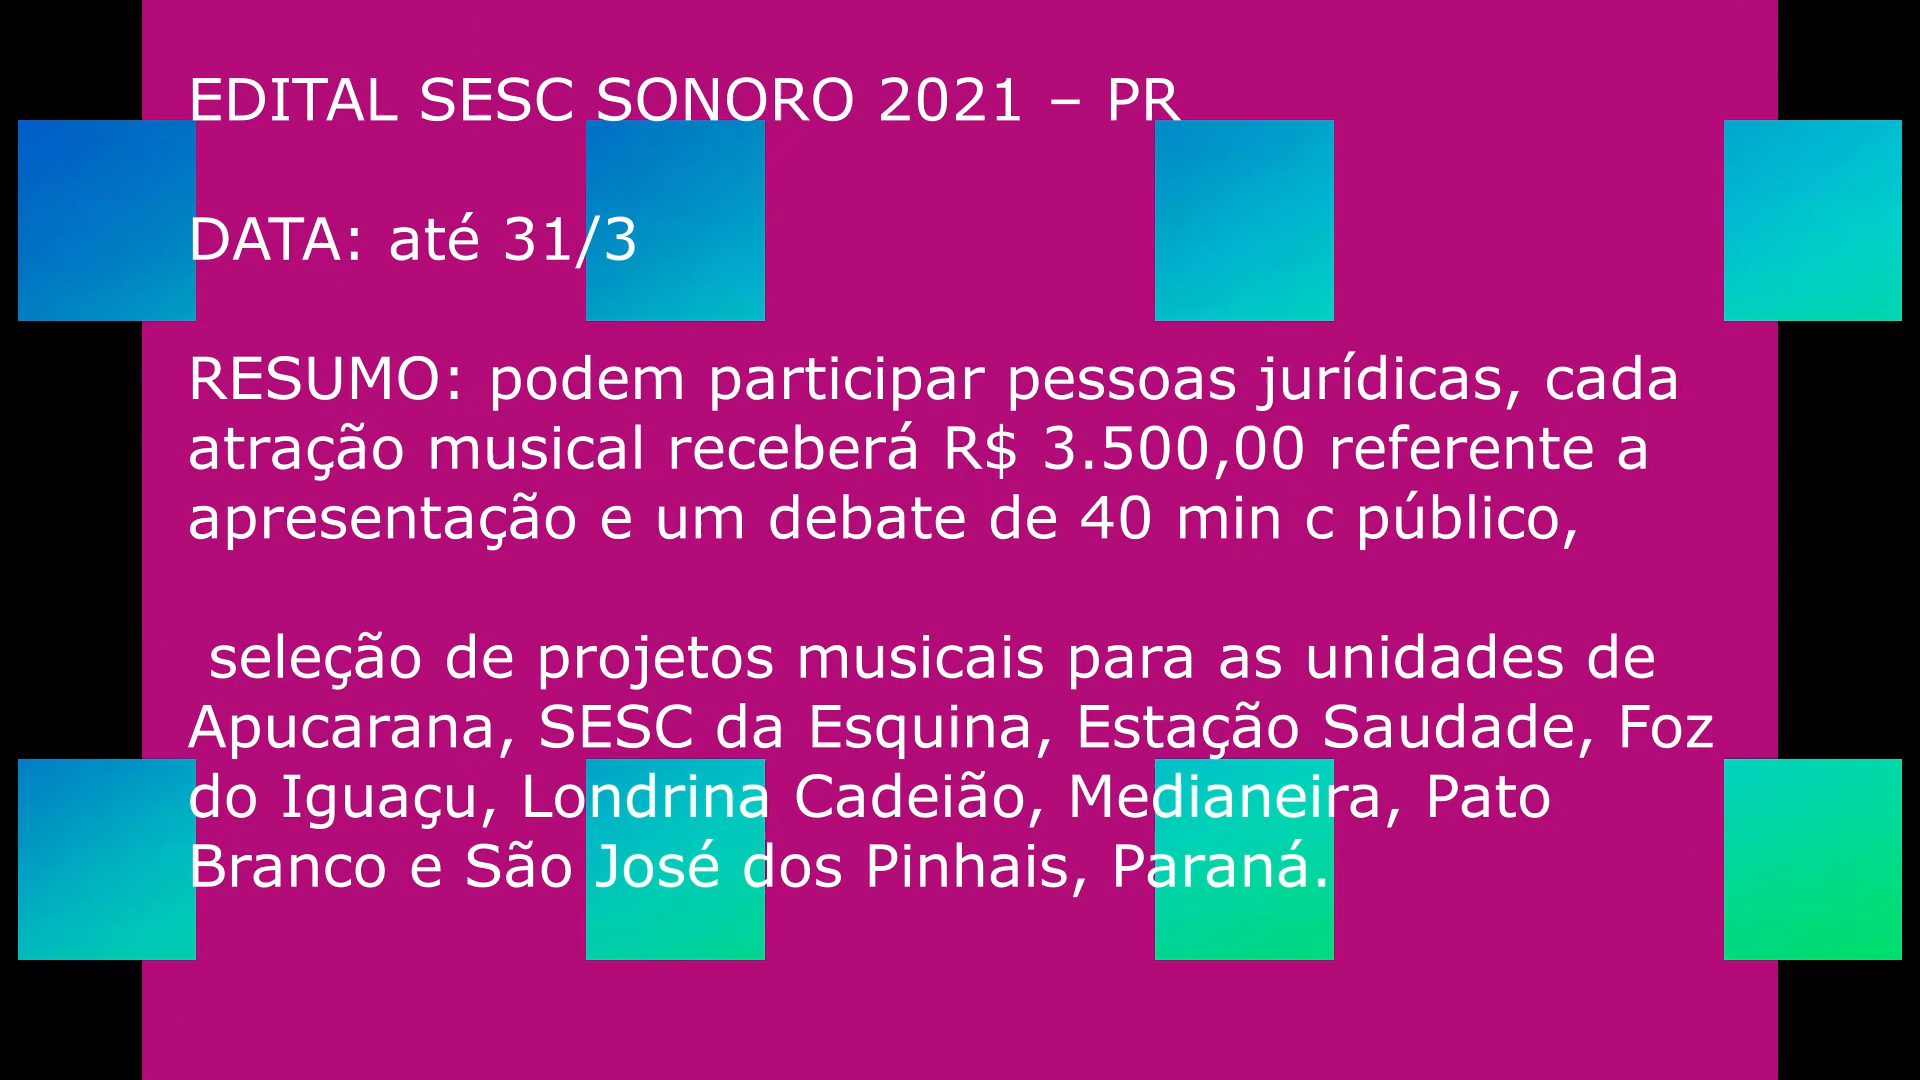 EDITAL SESC SONORO 2021 – PR
DATA: até 31/3
RESUMO: podem participar pessoas jurídicas, cada
atração musical receberá R$ 3.500,00 referente a
apresentação e um debate de 40 min c público,
seleção de projetos musicais para as unidades de
Apucarana, SESC da Esquina, Estação Saudade, Foz
do Iguaçu, Londrina Cadeião, Medianeira, Pato
Branco e São José dos Pinhais, Paraná.